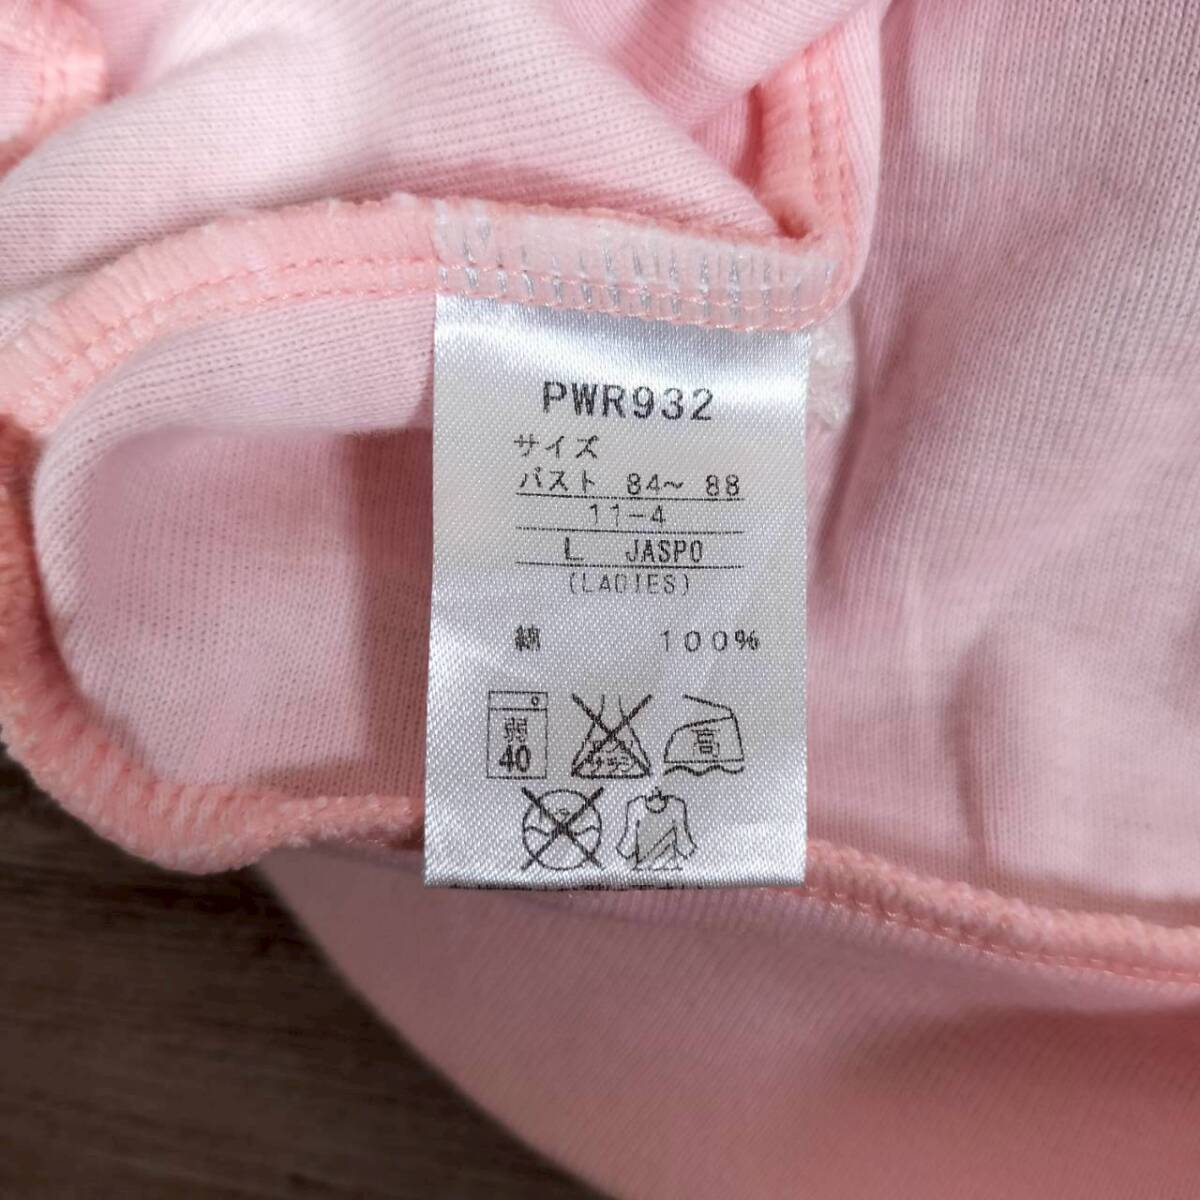 PWR932
サイズ
バスト 84〜 88
11-4
L JASPO
(LADIES)
綿 100%
弱
40
高